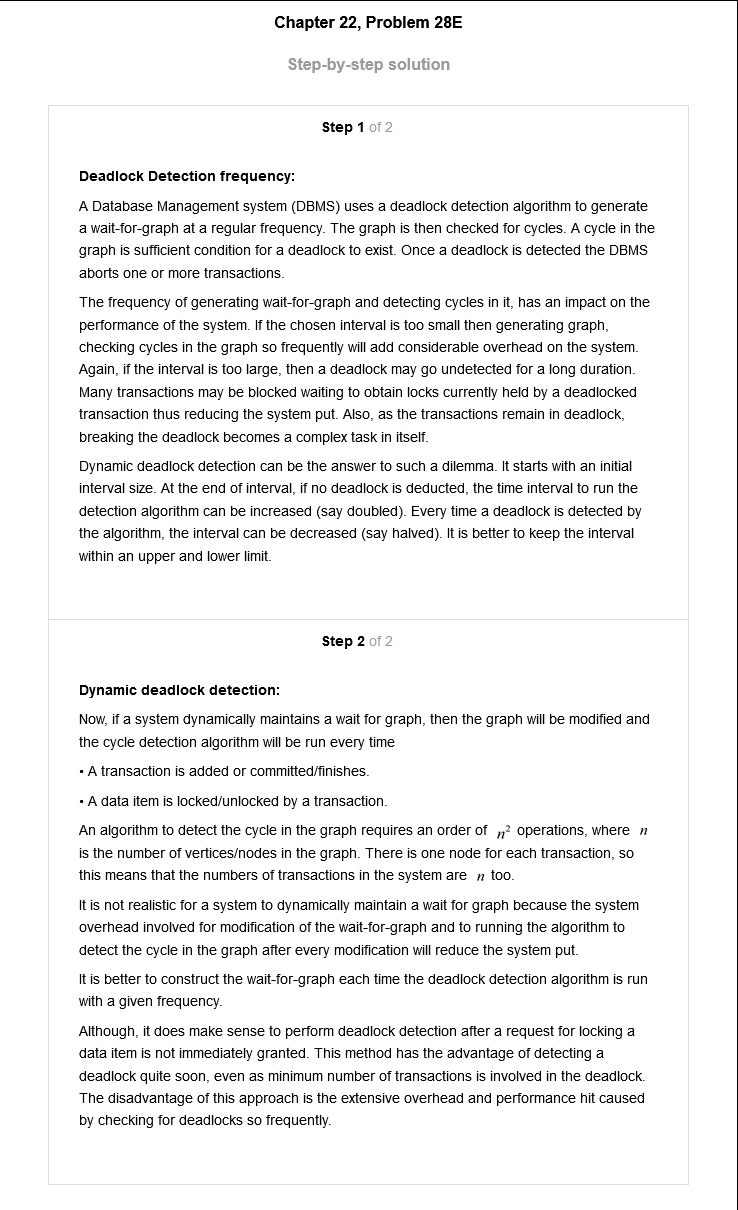 Chapter 22, Problem 28E
Step-by-step solution
Step 1 of 2
Deadlock Detection frequency:
A Database Management system (DBMS) uses a deadlock detection algorithm to generate
a wait-for-graph at a regular frequency. The graph is then checked for cycles. A cycle in the
graph is sufficient condition for a deadlock to exist. Once a deadlock is detected the DBMS
aborts one or more transactions.
The frequency of generating wait-for-graph and detecting cycles in it, has an impact on the
performance of the system. If the chosen interval is too small then generating graph,
checking cycles in the graph so frequently will add considerable overhead on the system.
Again, if the interval is too large, then a deadlock may go undetected for a long duration.
Many transactions may be blocked waiting to obtain locks currently held by a deadlocked
transaction thus reducing the system put. Also, as the transactions remain in deadlock,
breaking the deadlock becomes a complex task in itself.
Dynamic deadlock detection can be the answer to such a dilemma. It starts with an initial
interval size. At the end of interval, if no deadlock is deducted, the time interval to run the
detection algorithm can be increased (say doubled). Every time a deadlock is detected by
the algorithm, the interval can be decreased (say halved). It is better to keep the interval
within an upper and lower limit.
Step 2 of 2
Dynamic deadlock detection:
Now, if a system dynamically maintains a wait for graph, then the graph will be modified and
the cycle detection algorithm will be run every time
• A transaction is added or committed/finishes.
• A data item is locked/unlocked by a transaction.
An algorithm to detect the cycle in the graph requires an order of n² operations, where n
is the number of vertices/nodes in the graph. There is one node for each transaction, so
this means that the numbers of transactions in the system are n too.
It is not realistic for a system to dynamically maintain a wait for graph because the system
overhead involved for modification of the wait-for-graph and to running the algorithm to
detect the cycle in the graph after every modification will reduce the system put.
It is better to construct the wait-for-graph each time the deadlock detection algorithm is run
with a given frequency.
Although, it does make sense to perform deadlock detection after a request for locking a
data item is not immediately granted. This method has the advantage of detecting a
deadlock quite soon, even as minimum number of transactions is involved in the deadlock.
The disadvantage of this approach is the extensive overhead and performance hit caused
by checking for deadlocks so frequently.